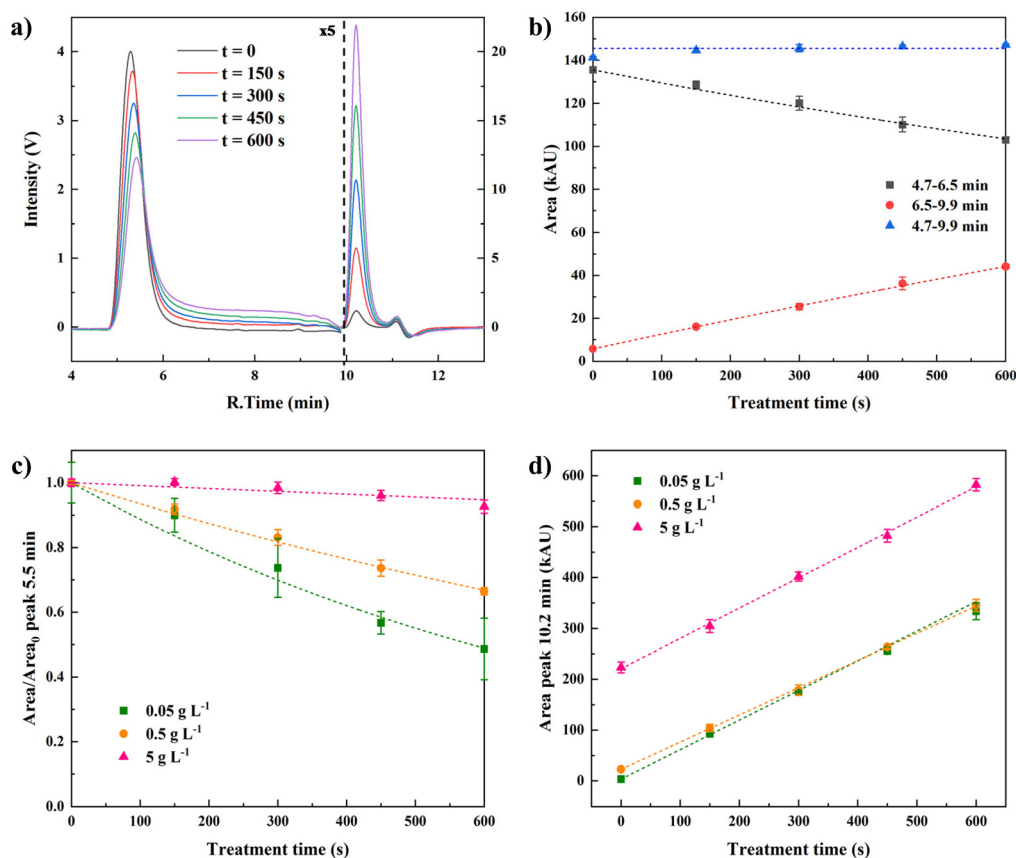 a)
x5
t = 0
t = 150 s
t = 300 s
t = 450 s
t = 600 s
4
3
2
1
0
20
15
10
5
0
Intensity (V)
4 6 8 10 12
R.Time (min)
b)
160
140
120
100
80
60
40
20
0
Area (kAU)
4.7-6.5 min
6.5-9.9 min
4.7-9.9 min
0 100 200 300 400 500 600
Treatment time (s)
c)
1.0
0.8
0.6
0.4
0.2
0.0
Area/Area₀ peak 5.5 min
0.05 g L⁻¹
0.5 g L⁻¹
5 g L⁻¹
0 100 200 300 400 500 600
Treatment time (s)
d)
600
500
400
300
200
100
0
Area peak 10.2 min (kAU)
0.05 g L⁻¹
0.5 g L⁻¹
5 g L⁻¹
0 100 200 300 400 500 600
Treatment time (s)